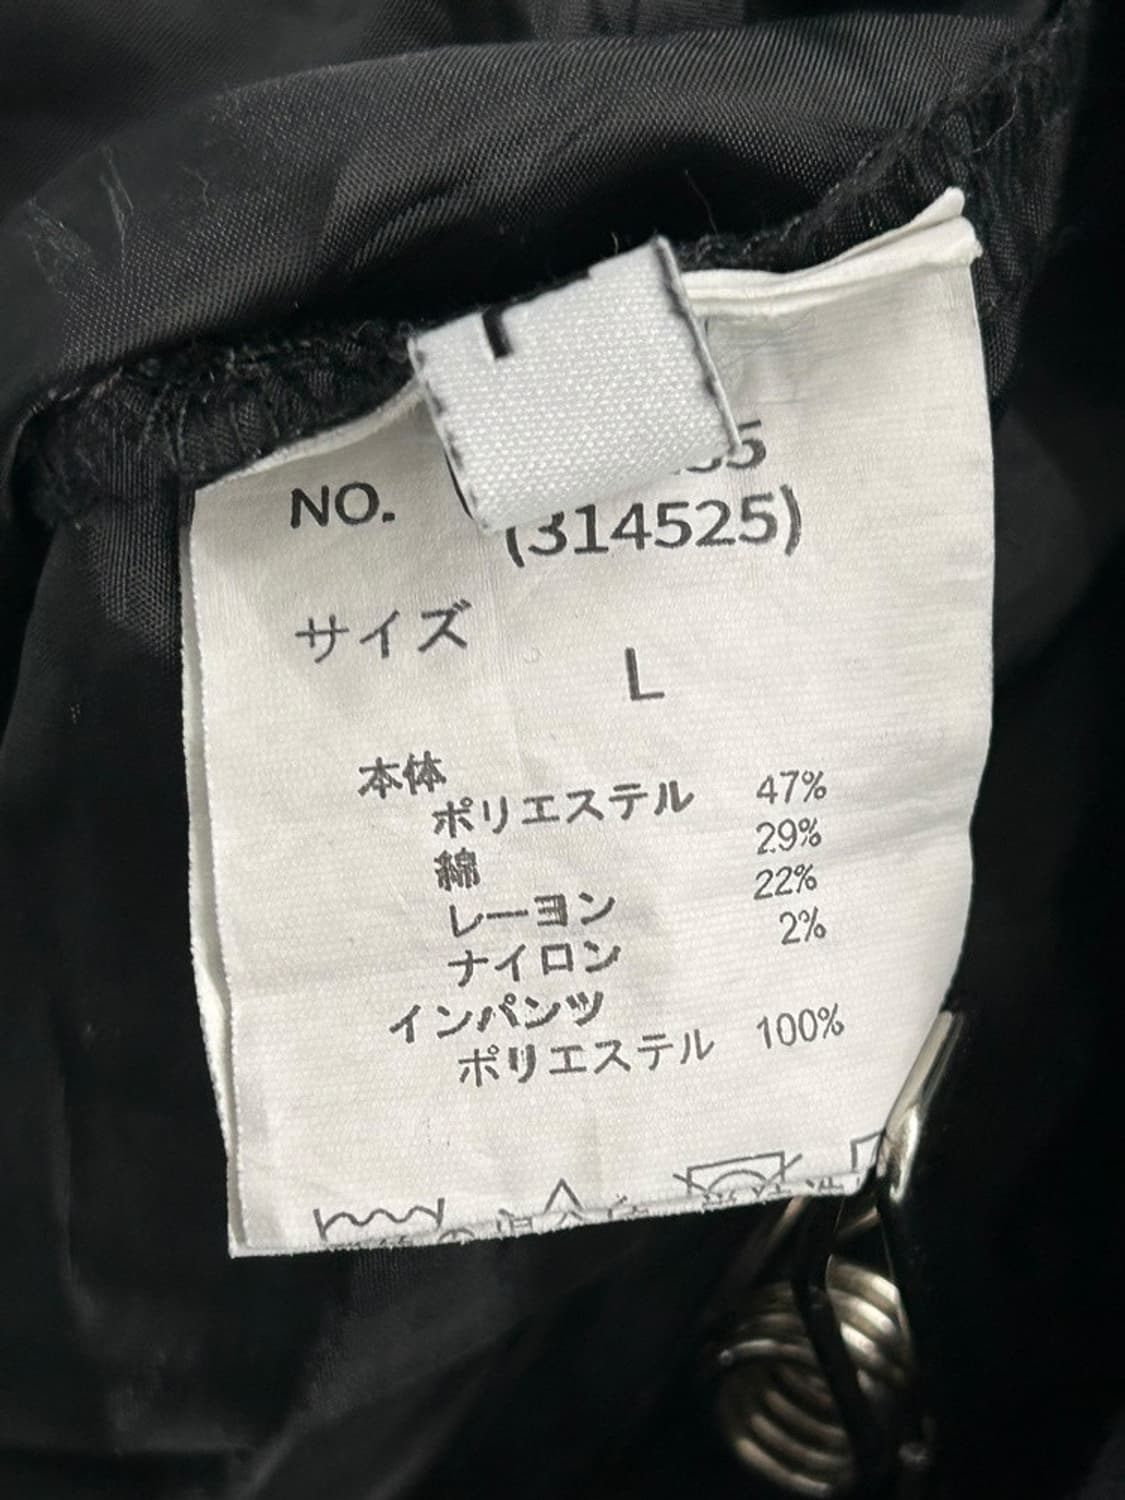 NO.
(314525)
サイズ
L
本体
ポリエステル 47%
綿 29%
レーヨン 22%
ナイロン 2%
インパンツ
ポリエステル 100%